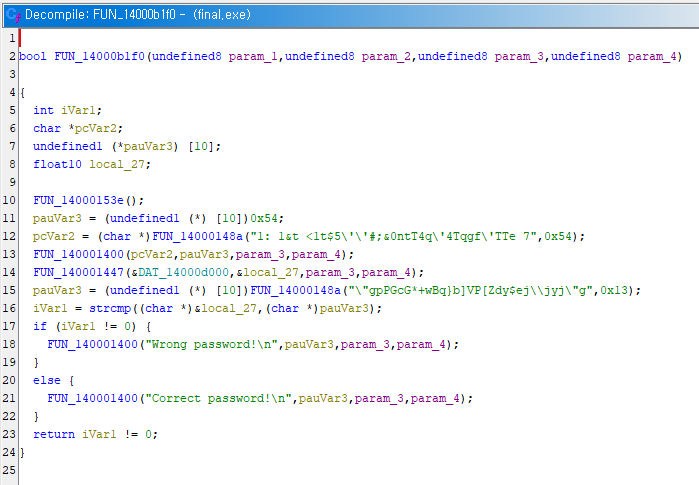 Decompile: FUN_14000b1f0 - (final.exe)
1
2 bool FUN_14000b1f0(undefined8 param_1,undefined8 param_2,undefined8 param_3,undefined8 param_4)
3
4 {
5 int iVar1;
6 char *pcVar2;
7 undefined1 (*pauVar3) [10];
8 float10 local_27;
9
10 FUN_14000153e();
11 pauVar3 = (undefined1 (*) [10])0x54;
12 pcVar2 = (char *)FUN_14000148a("1: 1&t <1t$5\'\'#;&0ntT4q\'4Tqgf\'TTe 7",0x54);
13 FUN_140001400(pcVar2,pauVar3,param_3,param_4);
14 FUN_140001447(&DAT_14000d000,&local_27,param_3,param_4);
15 pauVar3 = (undefined1 (*) [10])FUN_14000148a("\"gpPGcG*+wBq}b]VP[Zdy$ej\\jyj\"g",0x13);
16 iVar1 = strcmp((char *)&local_27,(char *)pauVar3);
17 if (iVar1 != 0) {
18 FUN_140001400("Wrong password!\n",pauVar3,param_3,param_4);
19 }
20 else {
21 FUN_140001400("Correct password!\n",pauVar3,param_3,param_4);
22 }
23 return iVar1 != 0;
24 }
25